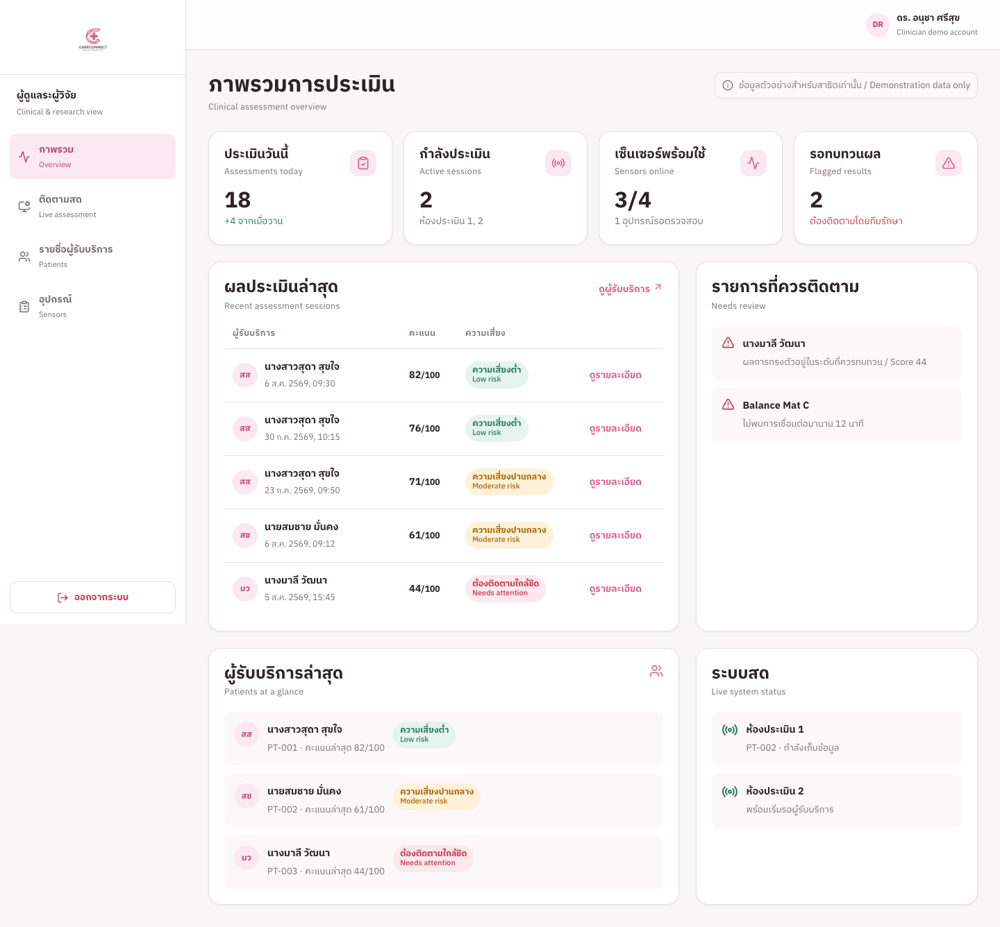 CARECONNECT
ผู้ดูแลระผู้วิจัย
Clinical & research view
ภาพรวม
Overview
ติดตามสด
Live assessment
รายชื่อผู้รับบริการ
Patients
อุปกรณ์
Sensors
ออกจากระบบ
DR
ดร. อนุชา ศรีสุข
Clinician demo account
ภาพรวมการประเมิน
Clinical assessment overview
ข้อมูลตัวอย่างสำหรับสาธิตเท่านั้น / Demonstration data only
ประเมินวันนี้
Assessments today
18
+4 จากเมื่อวาน
กำลังประเมิน
Active sessions
2
ห้องประเมิน 1, 2
เซ็นเซอร์พร้อมใช้
Sensors online
3/4
1 อุปกรณ์รอตรวจสอบ
รอทบทวนผล
Flagged results
2
ต้องติดตามโดยทีมรักษา
ผลประเมินล่าสุด
Recent assessment sessions
ดูผู้รับบริการ
ผู้รับบริการ คะแนน ความเสี่ยง
สส
นางสาวสุดา สุขใจ
6 ส.ค. 2569, 09:30
82/100
ความเสี่ยงต่ำ
Low risk
ดูรายละเอียด
สส
นางสาวสุดา สุขใจ
30 ก.ค. 2569, 10:15
76/100
ความเสี่ยงต่ำ
Low risk
ดูรายละเอียด
สส
นางสาวสุดา สุขใจ
23 ก.ค. 2569, 09:50
71/100
ความเสี่ยงปานกลาง
Moderate risk
ดูรายละเอียด
สช
นายสมชาย มั่นคง
6 ส.ค. 2569, 09:12
61/100
ความเสี่ยงปานกลาง
Moderate risk
ดูรายละเอียด
มว
นางมาลี วัฒนา
5 ส.ค. 2569, 15:45
44/100
ต้องติดตามใกล้ชิด
Needs attention
ดูรายละเอียด
รายการที่ควรติดตาม
Needs review
นางมาลี วัฒนา
ผลการทรงตัวอยู่ในระดับที่ควรทบทวน / Score 44
Balance Mat C
ไม่พบการเชื่อมต่อมานาน 12 นาที
ผู้รับบริการล่าสุด
Patients at a glance
สส
นางสาวสุดา สุขใจ
PT-001 · คะแนนล่าสุด 82/100
ความเสี่ยงต่ำ
Low risk
สช
นายสมชาย มั่นคง
PT-002 · คะแนนล่าสุด 61/100
ความเสี่ยงปานกลาง
Moderate risk
มว
นางมาลี วัฒนา
PT-003 · คะแนนล่าสุด 44/100
ต้องติดตามใกล้ชิด
Needs attention
ระบบสด
Live system status
ห้องประเมิน 1
PT-002 · กำลังเก็บข้อมูล
ห้องประเมิน 2
พร้อมเริ่มรอผู้รับบริการ